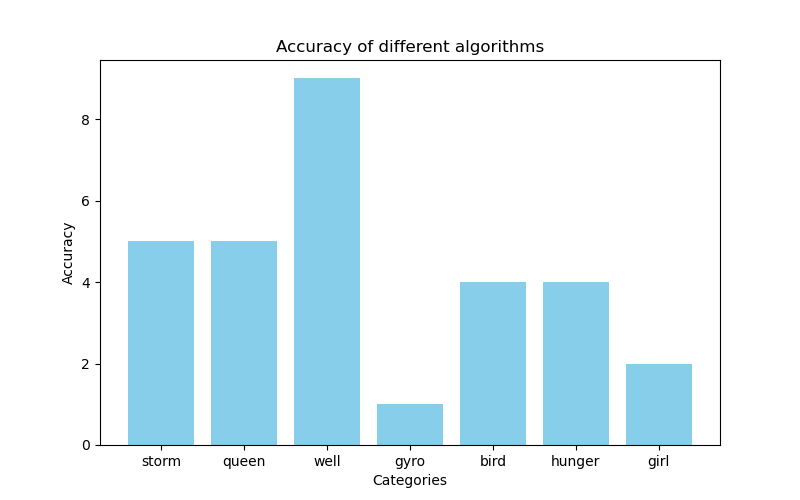 Accuracy of different algorithms
Accuracy
8
6
4
2
0
storm queen well gyro bird hunger girl
Categories